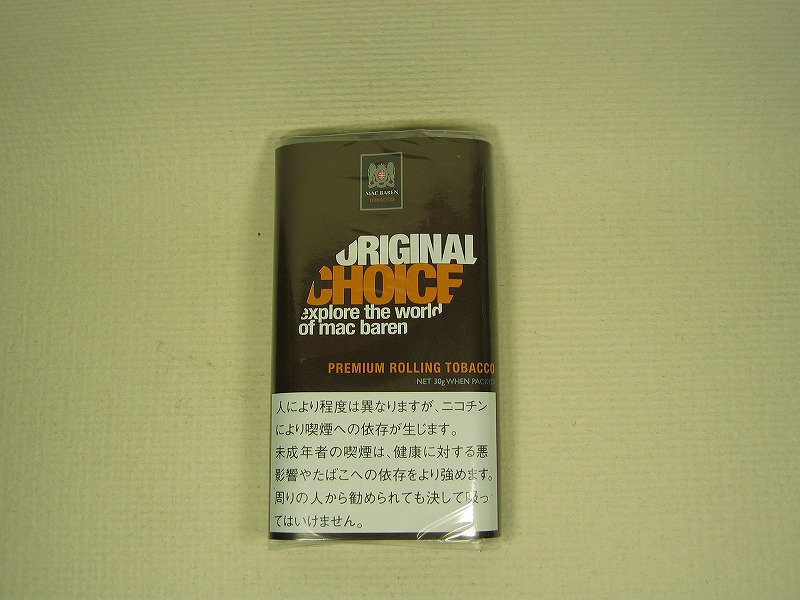 MAC BAREN
TOBACCO
ORIGINAL
CHOICE
explore the world
of mac baren
PREMIUM ROLLING TOBACCO
NET 30g WHEN PACKED
人により程度は異なりますが、ニコチン
により喫煙への依存が生じます。
未成年者の喫煙は、健康に対する悪
影響やたばこへの依存をより強めます。
周りの人から勧められても決して吸っ
てはいけません。